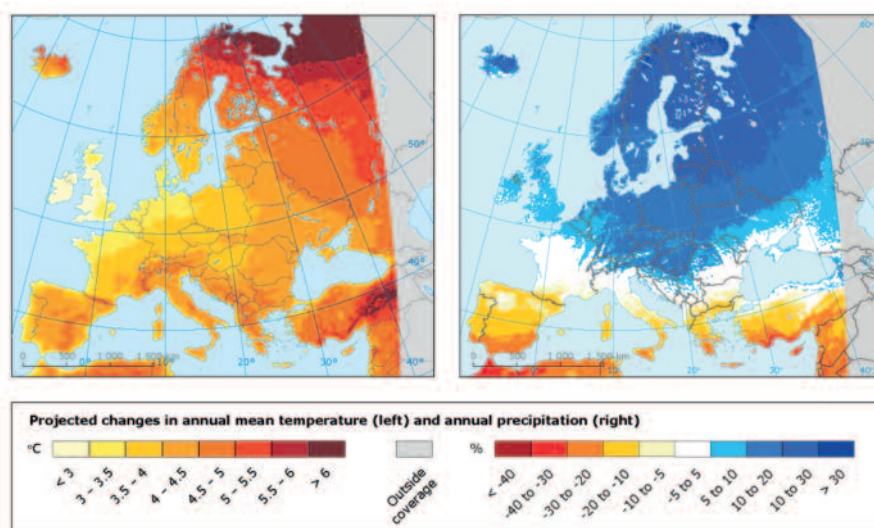 50°
60°
50°
40°
40°
0 500 1 000 1 500 km
0° 10° 20° 30° 40°
0 500 1 000 1 500 km
0° 10° 20° 30° 40°
Projected changes in annual mean temperature (left) and annual precipitation (right)
°C
< 3
3 – 3.5
3.5 – 4
4 – 4.5
4.5 – 5
5 – 5.5
5.5 – 6
> 6
Outside
coverage
%
< -40
-40 to -30
-30 to -20
-20 to -10
-10 to -5
-5 to 5
5 to 10
10 to 20
10 to 30
> 30